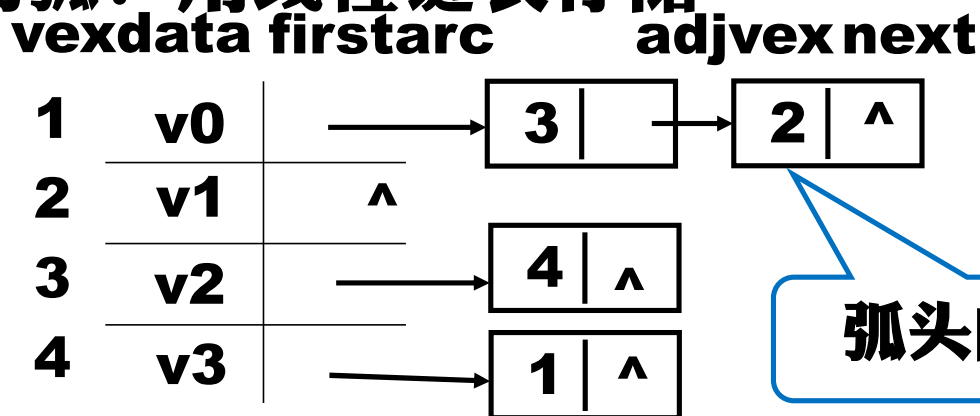 vexdata firstarc adjvex next
1 v0 3 2 ^
2 v1 ^
3 v2 4 ^
4 v3 1 ^
弧头